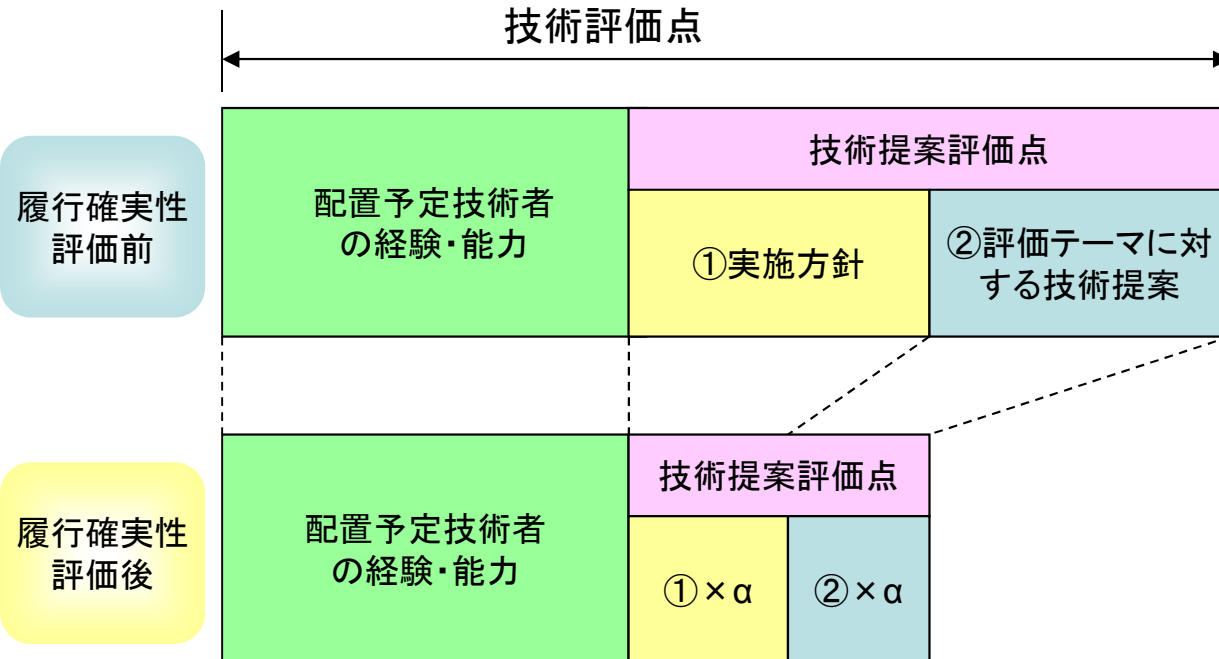 技術評価点
履行確実性
評価前
配置予定技術者
の経験・能力
技術提案評価点
①実施方針
②評価テーマに対
する技術提案
履行確実性
評価後
配置予定技術者
の経験・能力
技術提案評価点
①×α
②×α